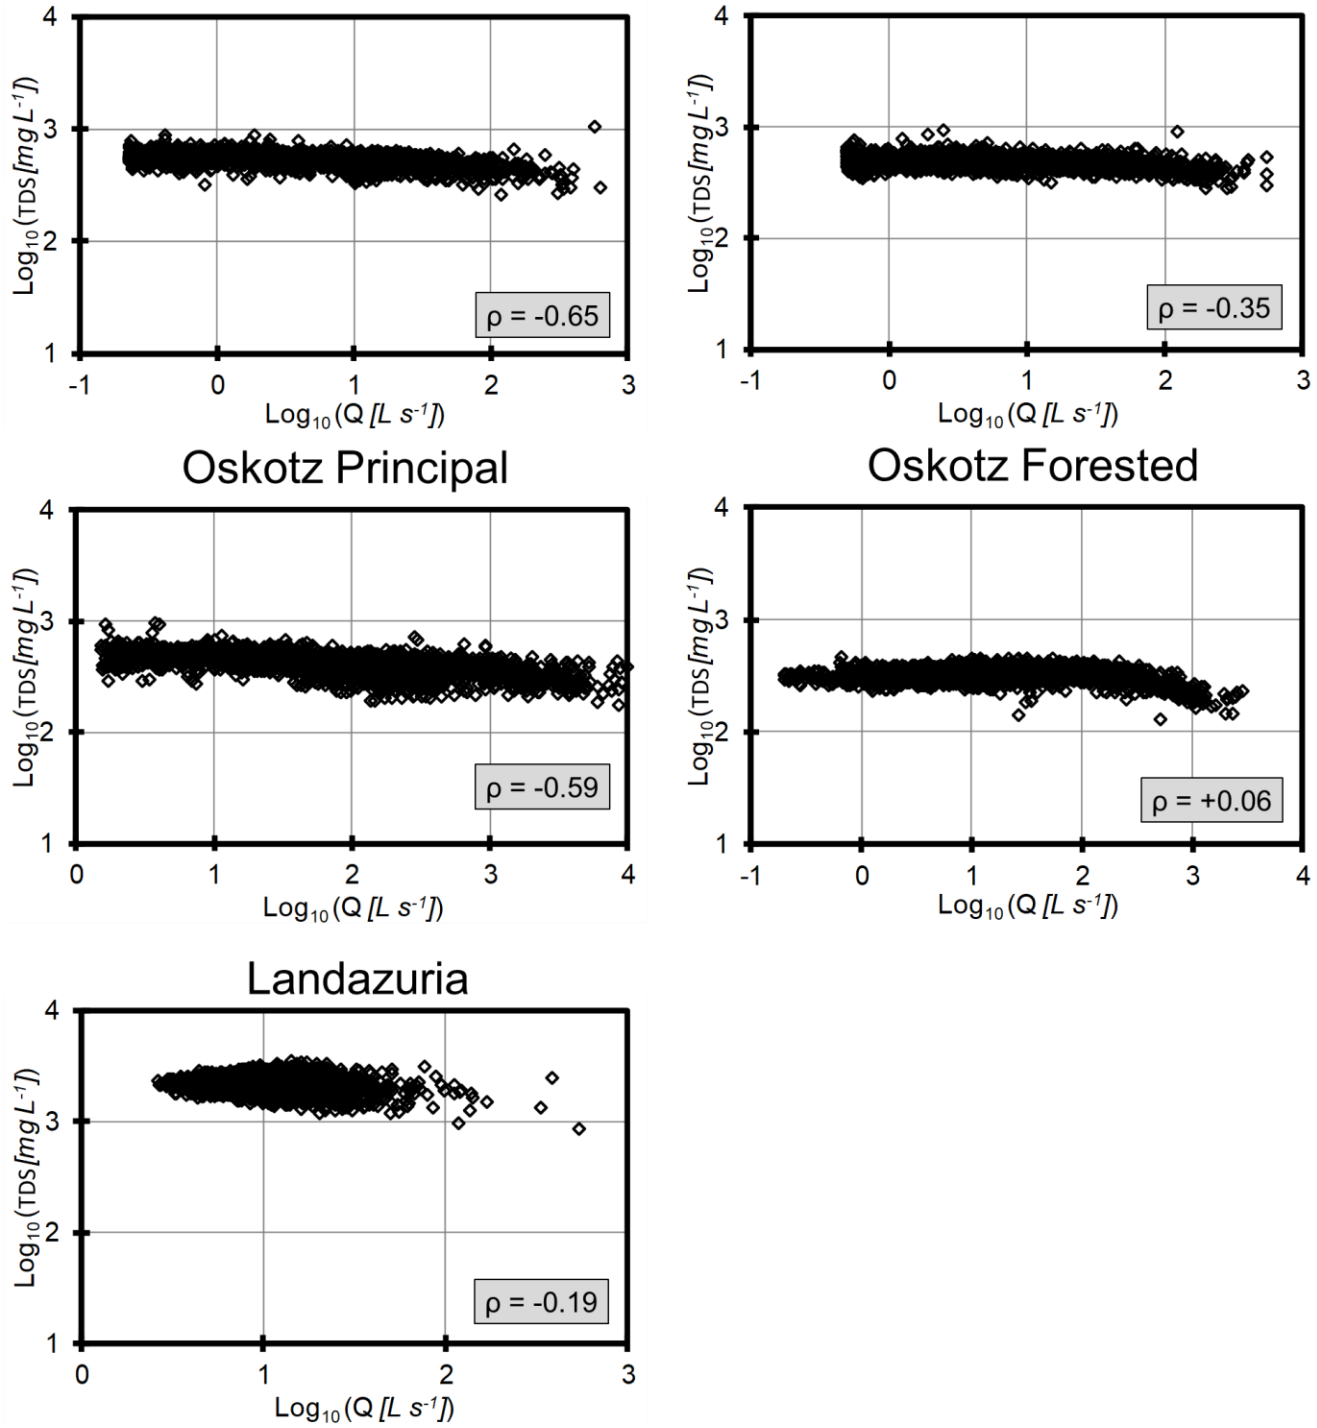 4
3
2
1
Log₁₀(TDS[mg L⁻¹])
ρ = -0.65
-1 0 1 2 3
Log₁₀(Q [L s⁻¹])
4
3
2
1
Log₁₀(TDS[mg L⁻¹])
ρ = -0.35
-1 0 1 2 3
Log₁₀(Q [L s⁻¹])
Oskotz Principal
4
3
2
1
Log₁₀(TDS[mg L⁻¹])
ρ = -0.59
0 1 2 3 4
Log₁₀(Q [L s⁻¹])
Oskotz Forested
4
3
2
1
Log₁₀(TDS[mg L⁻¹])
ρ = +0.06
-1 0 1 2 3 4
Log₁₀(Q [L s⁻¹])
Landazuria
4
3
2
1
Log₁₀(TDS[mg L⁻¹])
ρ = -0.19
0 1 2 3
Log₁₀(Q [L s⁻¹])